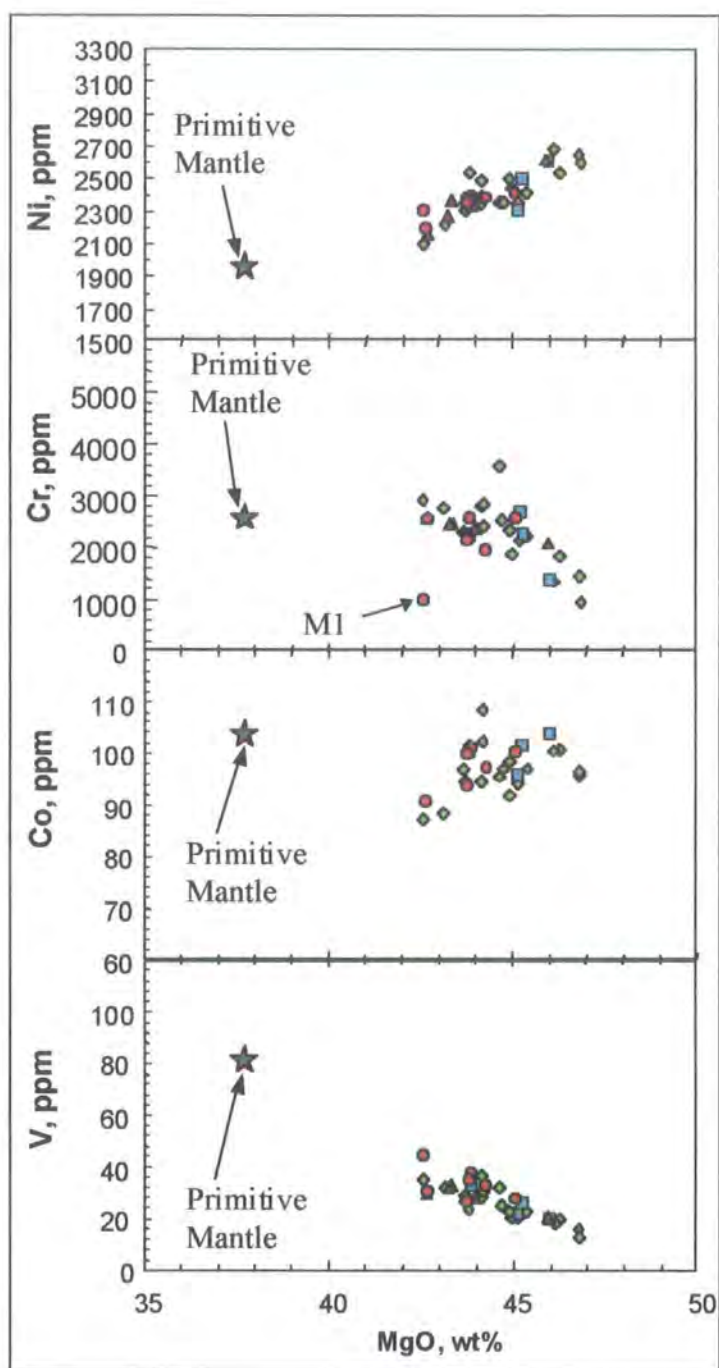 3300
3100
2900
2700
2500
2300
2100
1900
1700
1500
Ni, ppm
Primitive
Mantle
5000
4000
3000
2000
1000
0
Cr, ppm
Primitive
Mantle
M1
110
100
90
80
70
60
Co, ppm
Primitive
Mantle
100
80
60
40
20
0
V, ppm
Primitive
Mantle
35
40
45
50
MgO, wt%